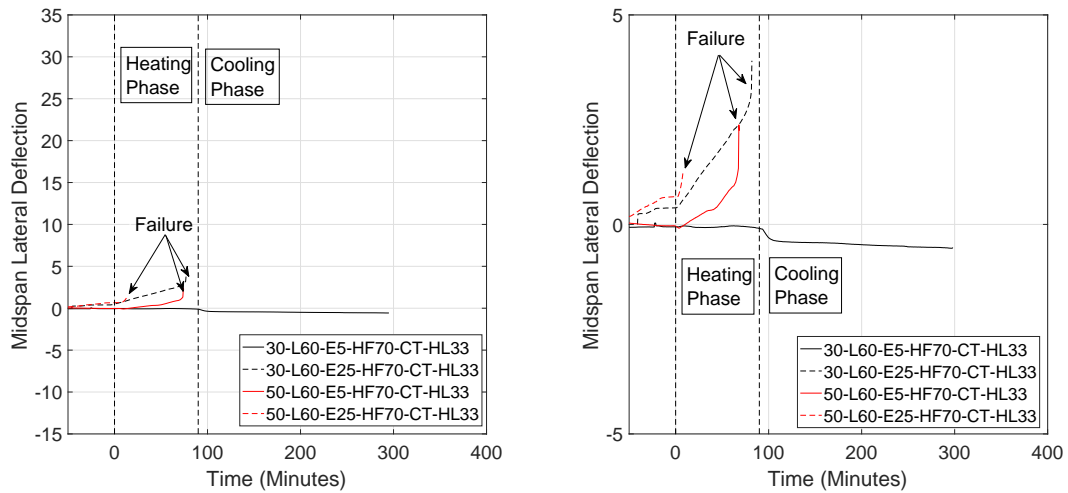 35
30
25
20
15
10
5
0
-5
-10
-15
Midspan Lateral Deflection
Heating
Phase
Cooling
Phase
Failure
30-L60-E5-HF70-CT-HL33
30-L60-E25-HF70-CT-HL33
50-L60-E5-HF70-CT-HL33
50-L60-E25-HF70-CT-HL33
0 100 200 300 400
Time (Minutes)
5
0
-5
Midspan Lateral Deflection
Failure
Heating
Phase
Cooling
Phase
30-L60-E5-HF70-CT-HL33
30-L60-E25-HF70-CT-HL33
50-L60-E5-HF70-CT-HL33
50-L60-E25-HF70-CT-HL33
0 100 200 300 400
Time (Minutes)